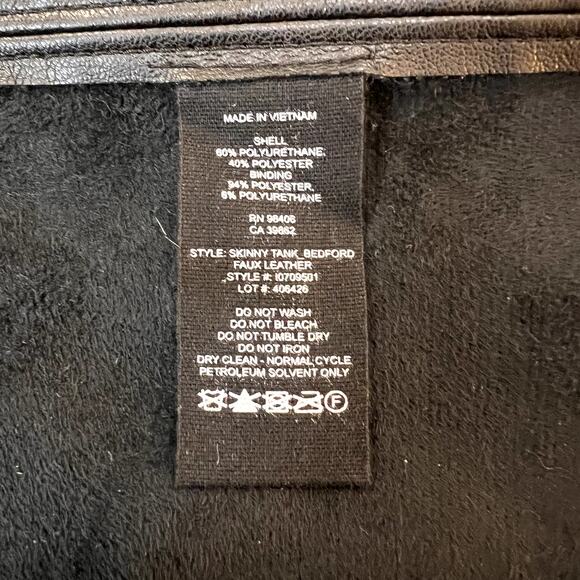 MADE IN VIETNAM
SHELL
60% POLYURETHANE,
40% POLYESTER
BINDING
94% POLYESTER,
6% POLYURETHANE
RN 98406
CA 39862
STYLE: SKINNY TANK_BEDFORD
FAUX LEATHER
STYLE #: I0709501
LOT #: 406426
DO NOT WASH
DO NOT BLEACH
DO NOT TUMBLE DRY
DO NOT IRON
DRY CLEAN - NORMAL CYCLE
PETROLEUM SOLVENT ONLY
F